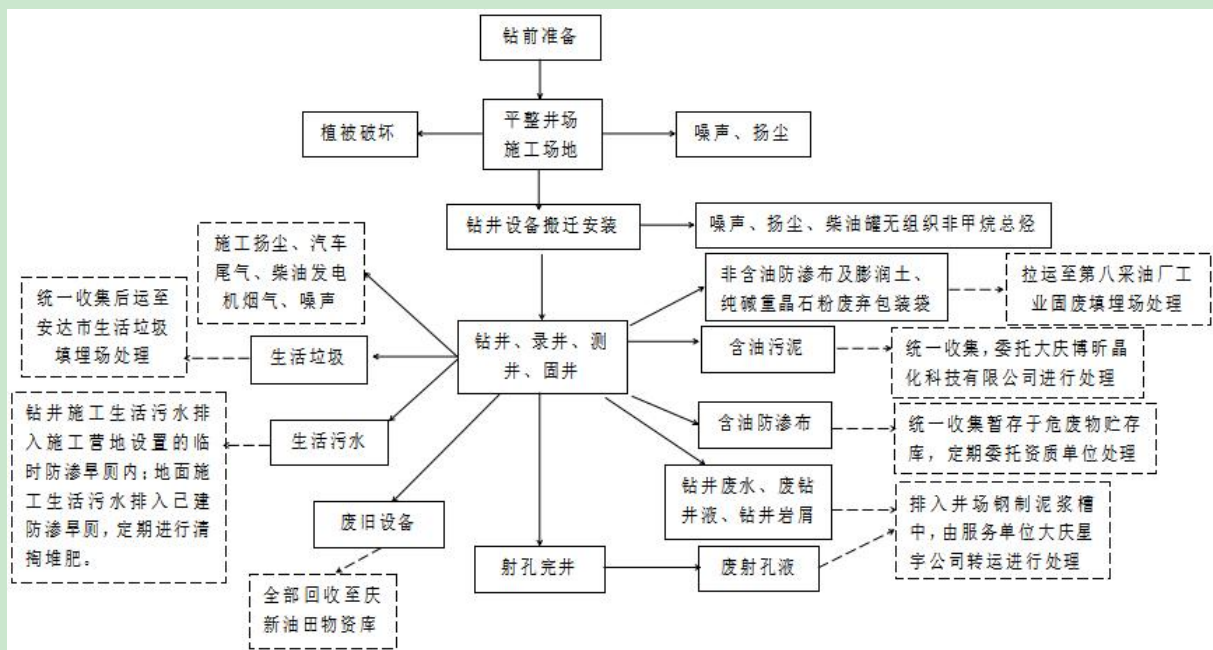 钻前准备
植被破坏
平整井场
施工场地
噪声、扬尘
钻井设备搬迁安装
噪声、扬尘、柴油罐无组织非甲烷总烃
施工扬尘、汽车
尾气、柴油发电
机烟气、噪声
非含油防渗布及膨润土、
纯碱重晶石粉废弃包装袋
拉运至第八采油厂工
业固废填埋场处理
统一收集后运至
安达市生活垃圾
填埋场处理
生活垃圾
钻井、录井、测
井、固井
含油污泥
统一收集，委托大庆博昕晶
化科技有限公司进行处理
钻井施工生活污水排
入施工营地设置的临
时防渗旱厕内；地面施
工生活污水排入已建
防渗旱厕，定期进行清
掏堆肥。
生活污水
含油防渗布
统一收集暂存于危废物贮存
库，定期委托资质单位处理
钻井废水、废钻
井液、钻井岩屑
排入井场钢制泥浆槽
中，由服务单位大庆星
宇公司转运进行处理
废旧设备
射孔完井
废射孔液
全部回收至庆
新油田物资库